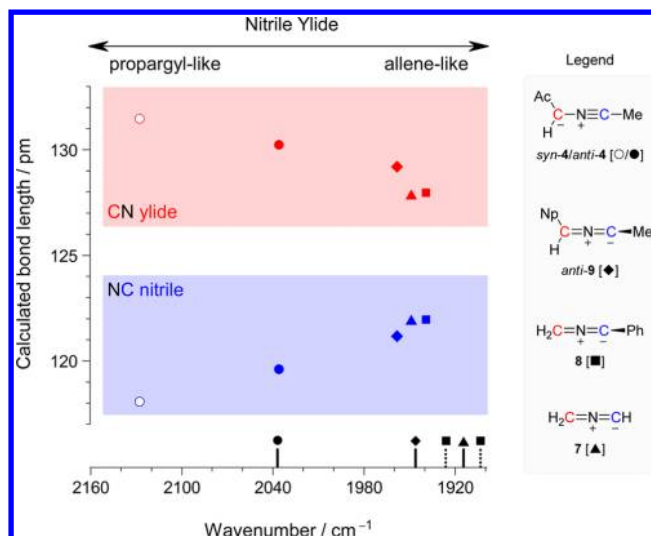 Nitrile Ylide
propargyl-like
allene-like
Calculated bond length / pm
130
125
120
CN ylide
NC nitrile
2160
2100
2040
1980
1920
Wavenumber / cm⁻¹
Legend
Ac
C–N≡C–Me
H − +
syn-4/anti-4 [○/●]
Np
C=N=C Me
H + −
anti-9 [◆]
H₂C=N=C Ph
+ −
8 [■]
H₂C=N=CH
+ −
7 [▲]